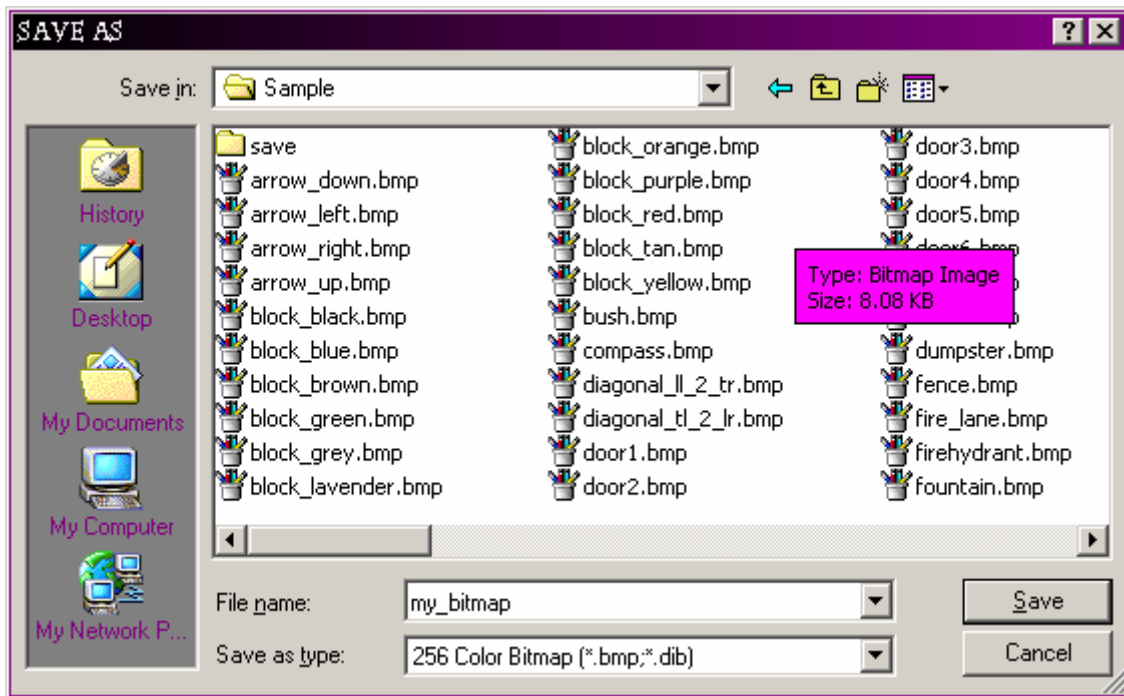 SAVE AS
Save in:
Sample
History
Desktop
My Documents
My Computer
My Network P...
save
arrow_down.bmp
arrow_left.bmp
arrow_right.bmp
arrow_up.bmp
block_black.bmp
block_blue.bmp
block_brown.bmp
block_green.bmp
block_grey.bmp
block_lavender.bmp
block_orange.bmp
block_purple.bmp
block_red.bmp
block_tan.bmp
block_yellow.bmp
bush.bmp
compass.bmp
diagonal_ll_2_tr.bmp
diagonal_tl_2_lr.bmp
door1.bmp
door2.bmp
door3.bmp
door4.bmp
door5.bmp
door6.bmp
Type: Bitmap Image
Size: 8.08 KB
dumpster.bmp
fence.bmp
fire_lane.bmp
firehydrant.bmp
fountain.bmp
File name:
my_bitmap
Save
Save as type:
256 Color Bitmap (*.bmp;*.dib)
Cancel